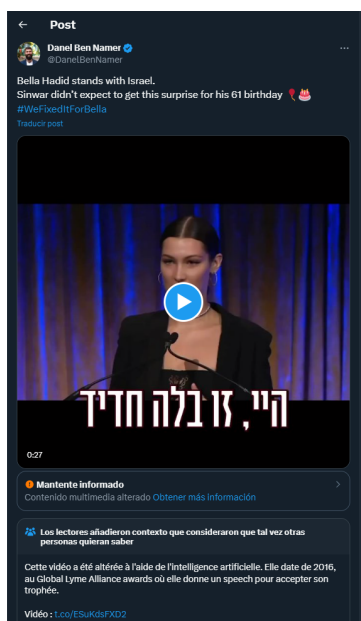 Post
Danel Ben Namer
@DanelBenNamer
Bella Hadid stands with Israel.
Sinwar didn't expect to get this surprise for his 61 birthday 🎈🎂
#WeFixedItForBella
Traducir post
היי, זו בלה חדיד
0:27
Mantente informado
Contenido multimedia alterado Obtener más información
Los lectores añadieron contexto que consideraron que tal vez otras
personas quieran saber
Cette vidéo a été altérée à l'aide de l'intelligence artificielle. Elle date de 2016,
au Global Lyme Alliance awards où elle donne un speech pour accepter son
trophée.
Vidéo : t.co/ESuKdsFXD2